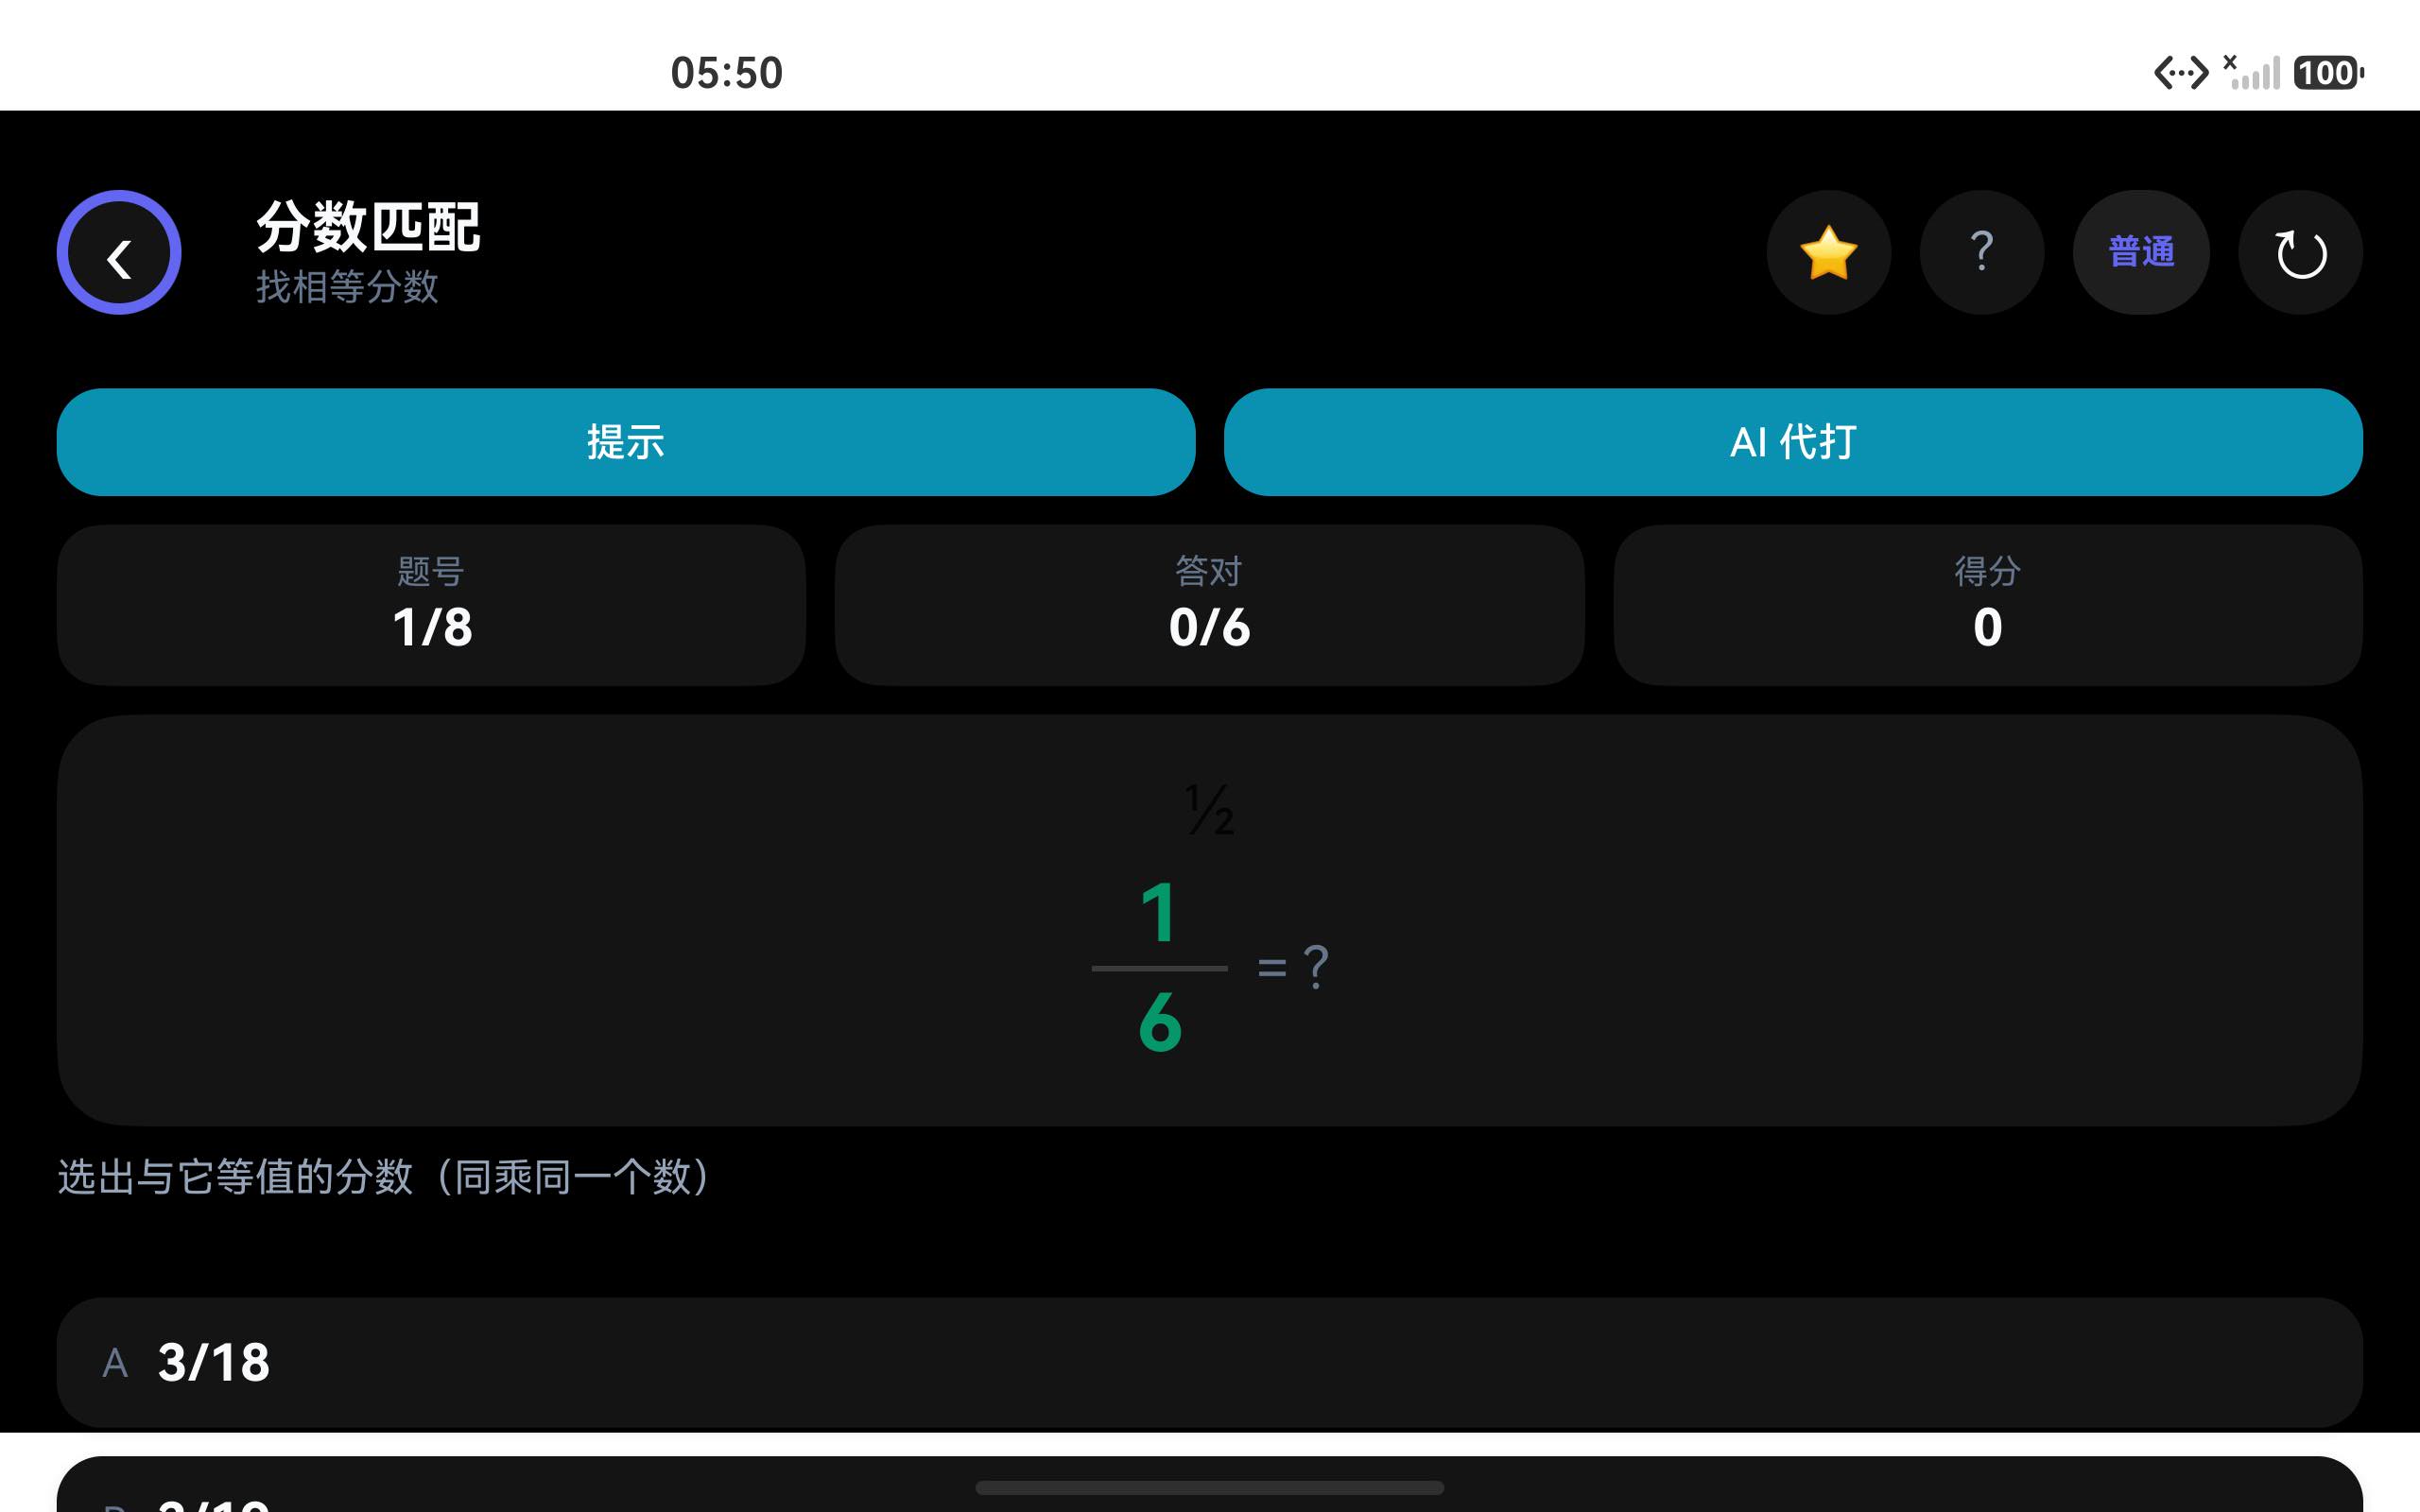 05:50
100
分数匹配
找相等分数
?
普通
提示
AI 代打
题号
1/8
答对
0/6
得分
0
½
1
6
= ?
选出与它等值的分数（同乘同一个数）
A 3/18